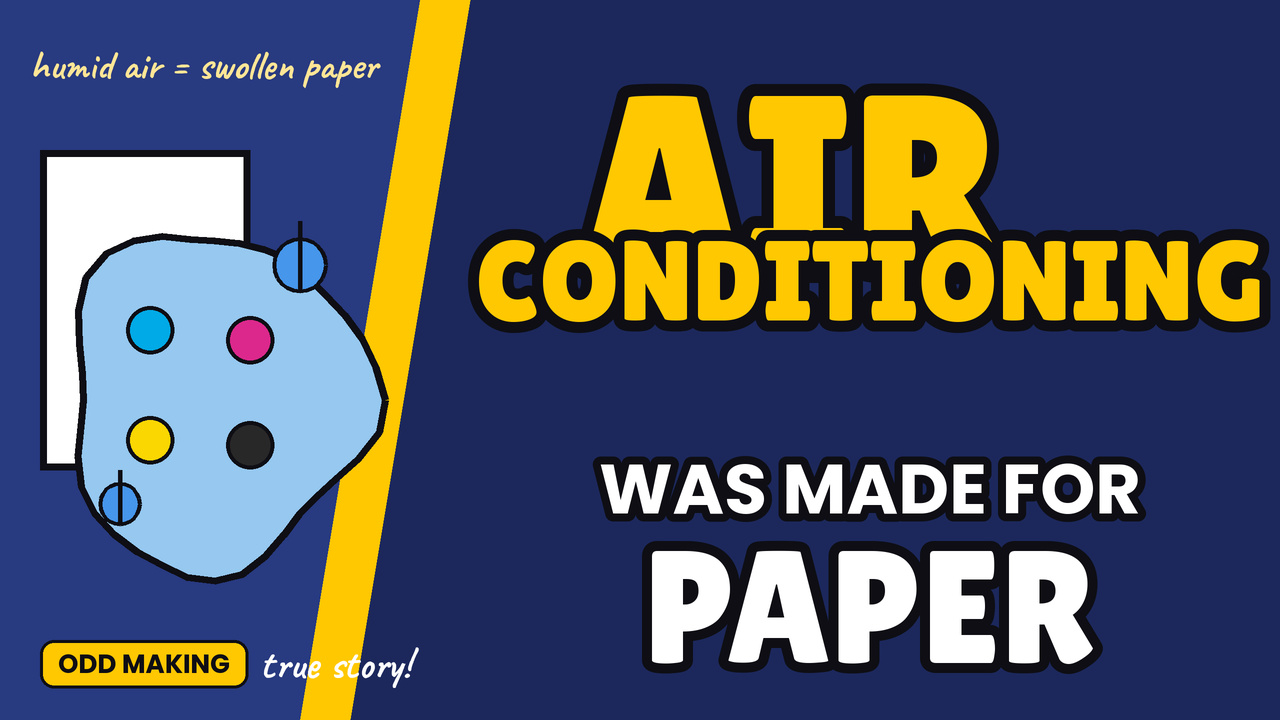 humid air = swollen paper
AIR
CONDITIONING
WAS MADE FOR
PAPER
ODD MAKING
true story!